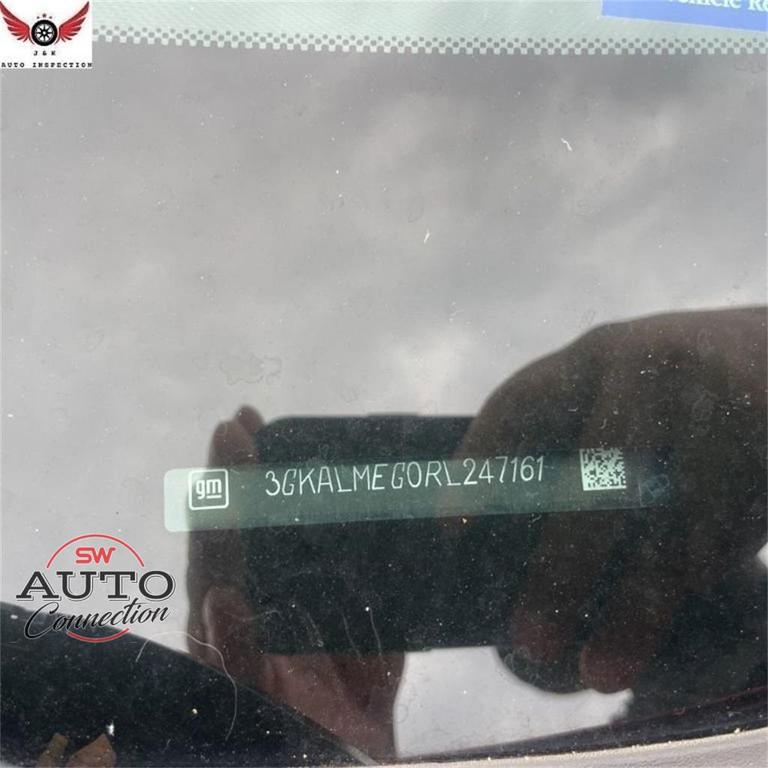 J & K
AUTO INSPECTION
gm 3GKALMEG0RL247161
SW
AUTO
Connection